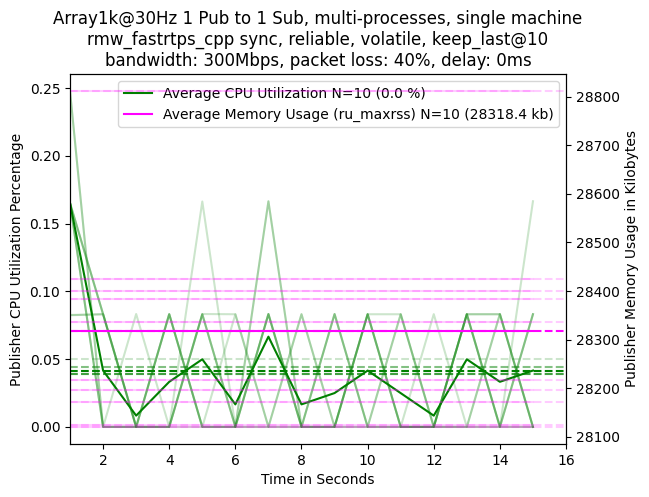 Array1k@30Hz 1 Pub to 1 Sub, multi-processes, single machine
rmw_fastrtps_cpp sync, reliable, volatile, keep_last@10
bandwidth: 300Mbps, packet loss: 40%, delay: 0ms
Average CPU Utilization N=10 (0.0 %)
Average Memory Usage (ru_maxrss) N=10 (28318.4 kb)
Publisher CPU Utilization Percentage
0.25
0.20
0.15
0.10
0.05
0.00
28800
28700
28600
28500
28400
28300
28200
28100
Publisher Memory Usage in Kilobytes
2 4 6 8 10 12 14 16
Time in Seconds